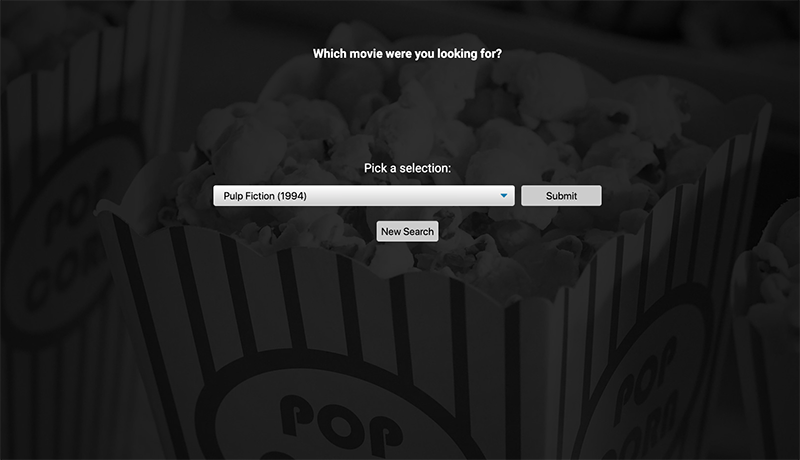 Which movie were you looking for?
Pick a selection:
Pulp Fiction (1994)
Submit
New Search
POP
CORN
POP
POP
CORN